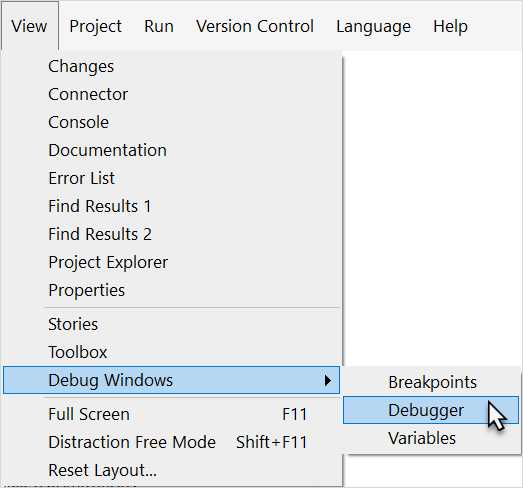 View Project Run Version Control Language Help
Changes
Connector
Console
Documentation
Error List
Find Results 1
Find Results 2
Project Explorer
Properties
Stories
Toolbox
Debug Windows
Breakpoints
Debugger
Variables
Full Screen F11
Distraction Free Mode Shift+F11
Reset Layout...